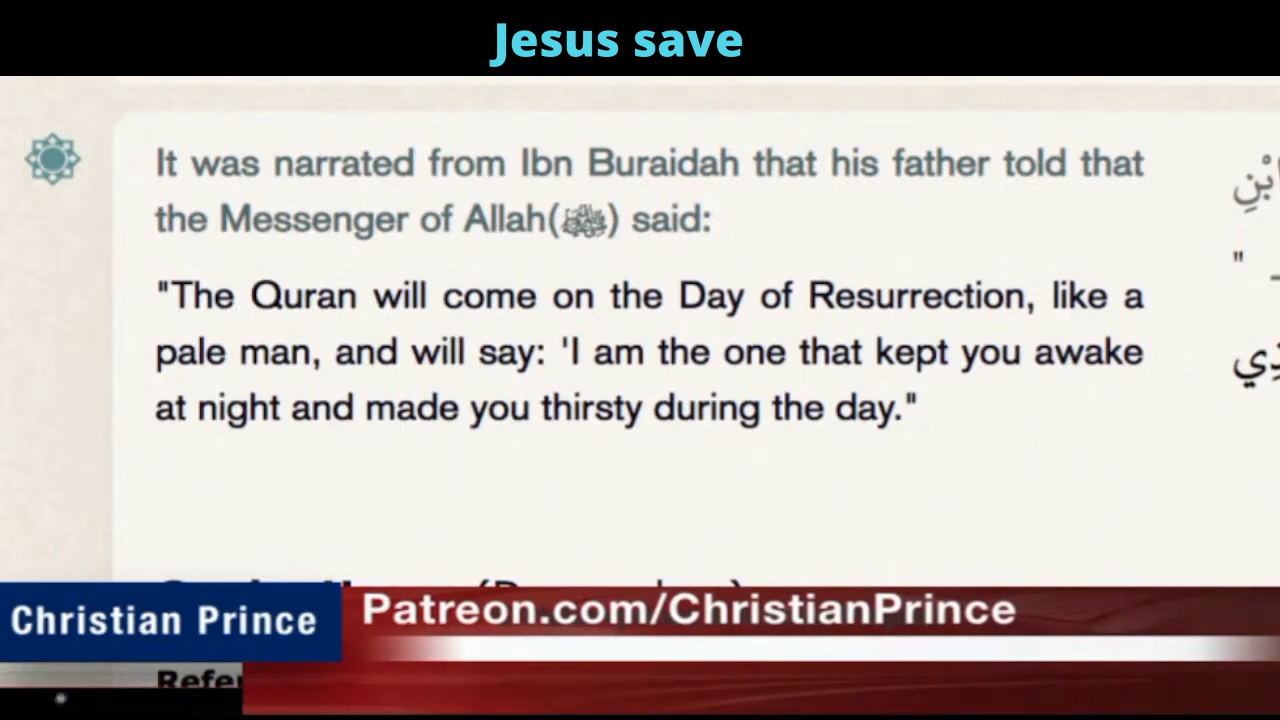 Jesus save
It was narrated from Ibn Buraidah that his father told that
the Messenger of Allah(ﷺ) said:
"The Quran will come on the Day of Resurrection, like a
pale man, and will say: 'I am the one that kept you awake
at night and made you thirsty during the day."
Christian Prince
Patreon.com/ChristianPrince